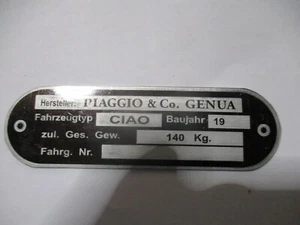 Hersteller: PIAGGIO & Co. GENUA
Fahrzeugtyp CIAO Baujahr 19
zul. Ges. Gew. 140 Kg.
Fahrg. Nr.